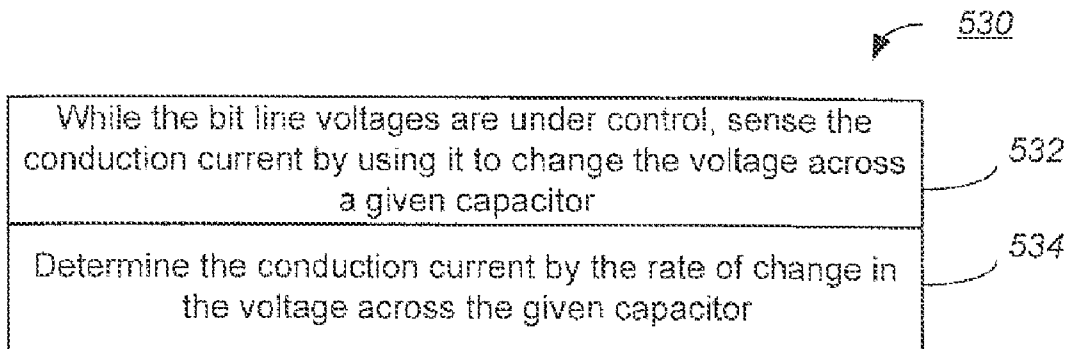 530
While the bit line voltages are under control, sense the
conduction current by using it to change the voltage across
a given capacitor
532
Determine the conduction current by the rate of change in
the voltage across the given capacitor
534